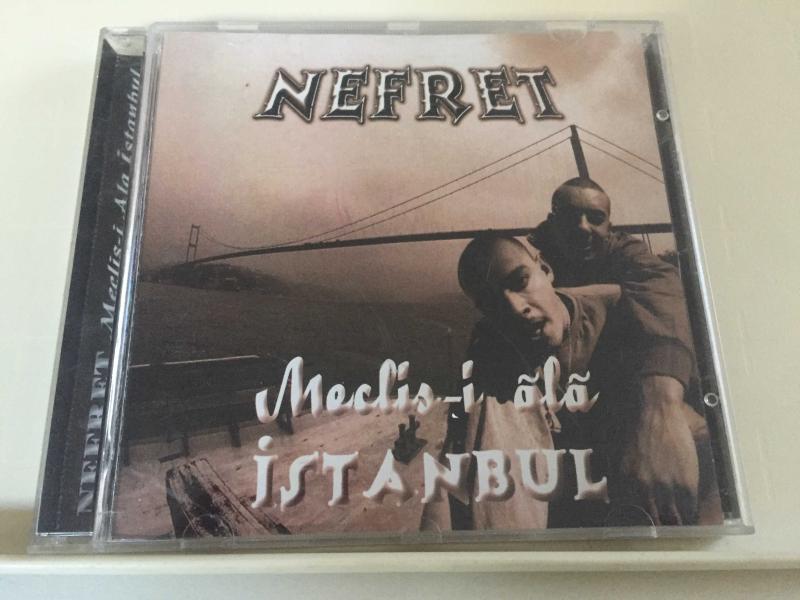 NEFRET
Meclis-i âlâ
İSTANBUL
NEFRET Meclis-i Ala İstanbul